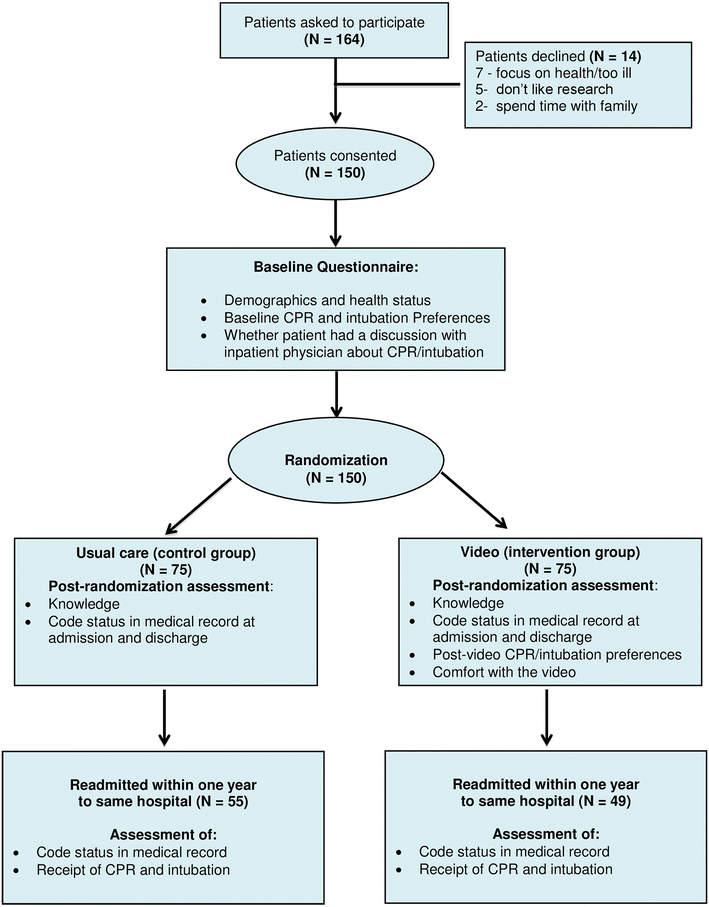 Patients asked to participate
(N = 164)
Patients declined (N = 14)
7 - focus on health/too ill
5- don't like research
2- spend time with family
Patients consented
(N = 150)
Baseline Questionnaire:
• Demographics and health status
• Baseline CPR and intubation Preferences
• Whether patient had a discussion with
inpatient physician about CPR/intubation
Randomization
(N = 150)
Usual care (control group)
(N = 75)
Post-randomization assessment:
• Knowledge
• Code status in medical record at
admission and discharge
Video (intervention group)
(N = 75)
Post-randomization assessment:
• Knowledge
• Code status in medical record at
admission and discharge
• Post-video CPR/intubation preferences
• Comfort with the video
Readmitted within one year
to same hospital (N = 55)
Assessment of:
• Code status in medical record
• Receipt of CPR and intubation
Readmitted within one year
to same hospital (N = 49)
Assessment of:
• Code status in medical record
• Receipt of CPR and intubation